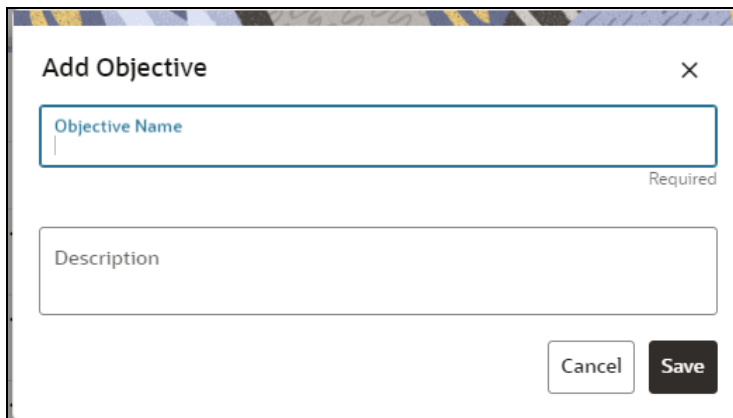 Add Objective
Objective Name
Required
Description
Cancel Save